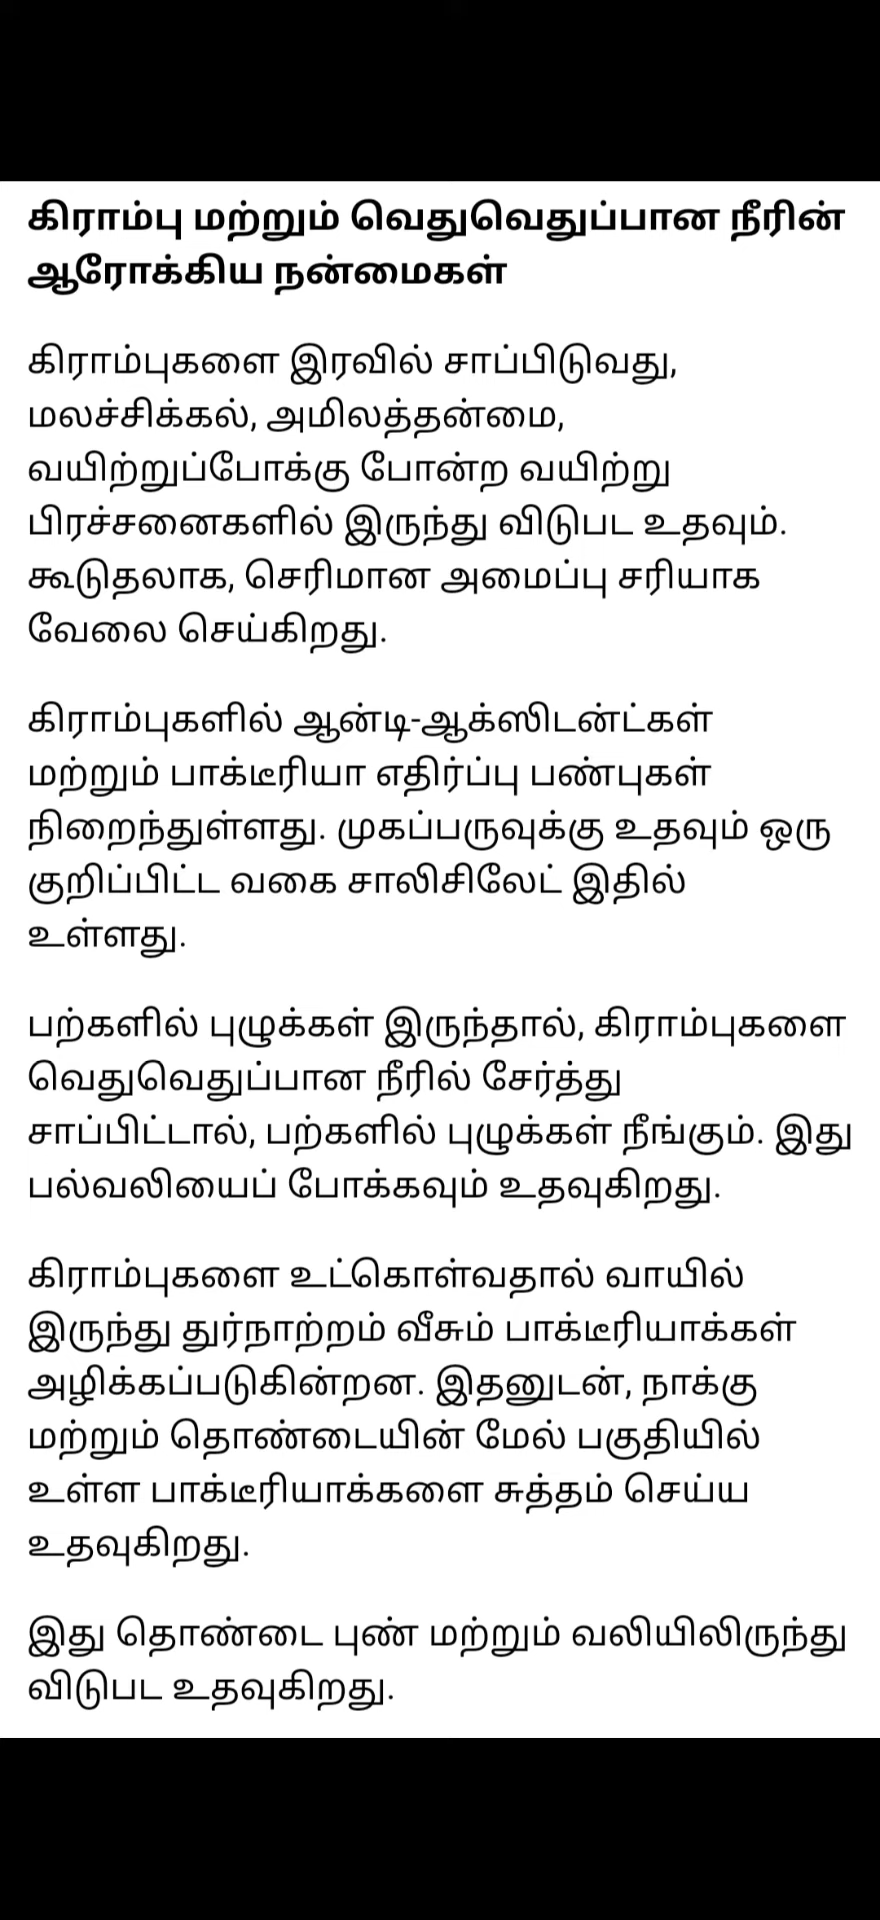 கிராம்பு மற்றும் வெதுவெதுப்பான நீரின்
ஆரோக்கிய நன்மைகள்
கிராம்புகளை இரவில் சாப்பிடுவது,
மலச்சிக்கல், அமிலத்தன்மை,
வயிற்றுப்போக்கு போன்ற வயிற்று
பிரச்சனைகளில் இருந்து விடுபட உதவும்.
கூடுதலாக, செரிமான அமைப்பு சரியாக
வேலை செய்கிறது.
கிராம்புகளில் ஆன்டி-ஆக்ஸிடன்ட்கள்
மற்றும் பாக்டீரியா எதிர்ப்பு பண்புகள்
நிறைந்துள்ளது. முகப்பருவுக்கு உதவும் ஒரு
குறிப்பிட்ட வகை சாலிசிலேட் இதில்
உள்ளது.
பற்களில் புழுக்கள் இருந்தால், கிராம்புகளை
வெதுவெதுப்பான நீரில் சேர்த்து
சாப்பிட்டால், பற்களில் புழுக்கள் நீங்கும். இது
பல்வலியைப் போக்கவும் உதவுகிறது.
கிராம்புகளை உட்கொள்வதால் வாயில்
இருந்து துர்நாற்றம் வீசும் பாக்டீரியாக்கள்
அழிக்கப்படுகின்றன. இதனுடன், நாக்கு
மற்றும் தொண்டையின் மேல் பகுதியில்
உள்ள பாக்டீரியாக்களை சுத்தம் செய்ய
உதவுகிறது.
இது தொண்டை புண் மற்றும் வலியிலிருந்து
விடுபட உதவுகிறது.